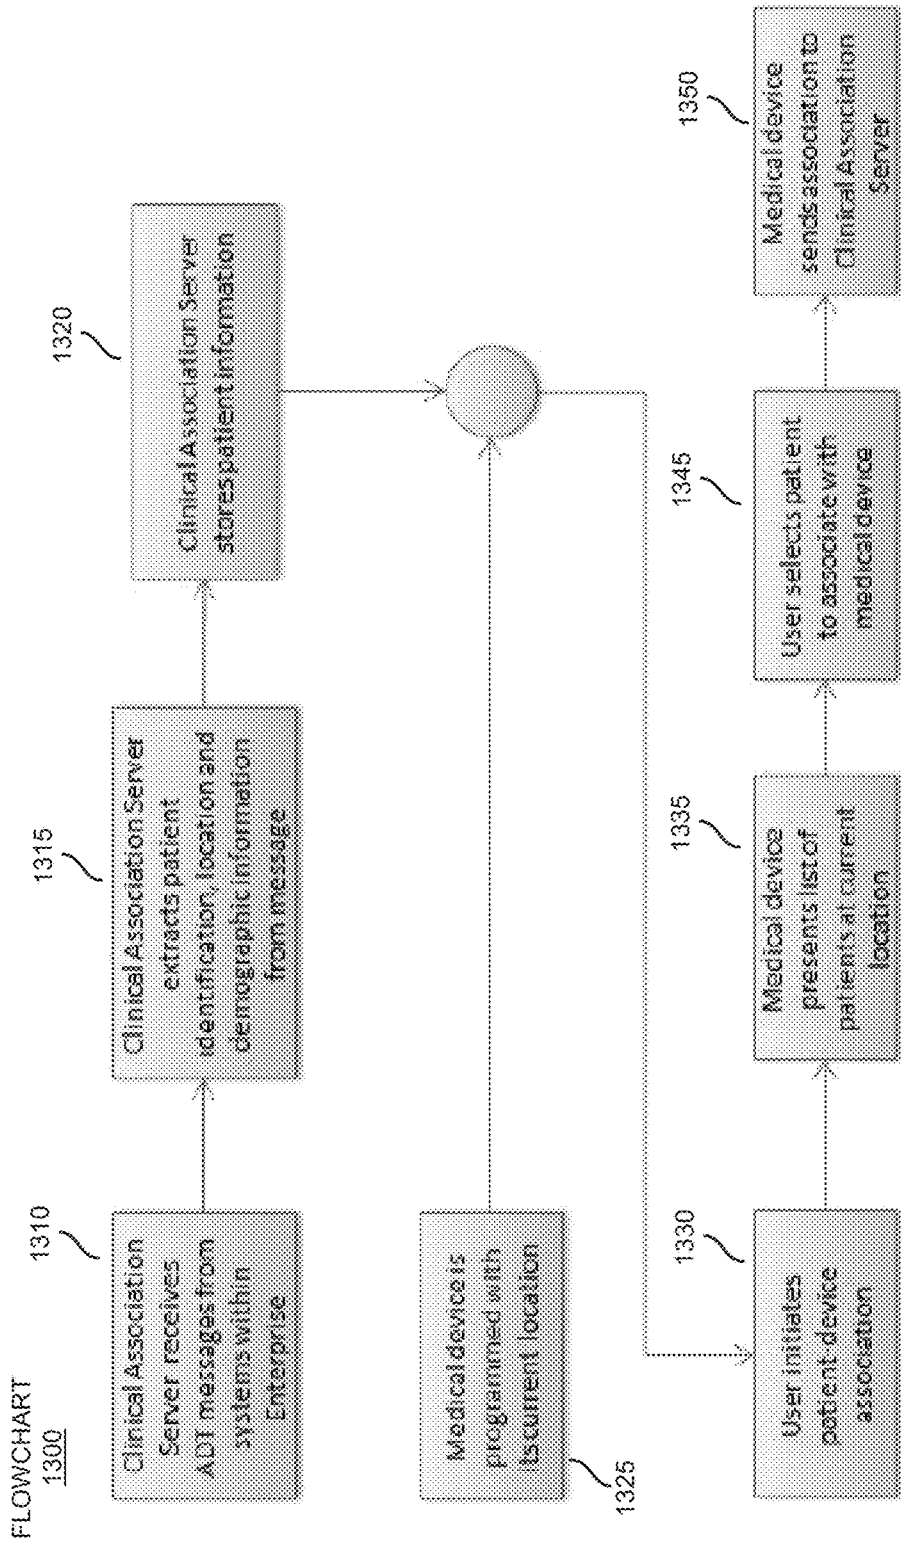 FLOWCHART
1300
1310
Clinical Association
Server receives
ADT messages from
systems within
Enterprise
1315
Clinical Association Server
extracts patient
identification, location and
demographic information
from message
1320
Clinical Association Server
stores patient information
Medical device is
programmed with
its current location
1325
1330
User initiates
patient-device
association
1335
Medical device
presents list of
patients at current
location
1345
User selects patient
to associate with
medical device
1350
Medical device
sends association to
Clinical Association
Server